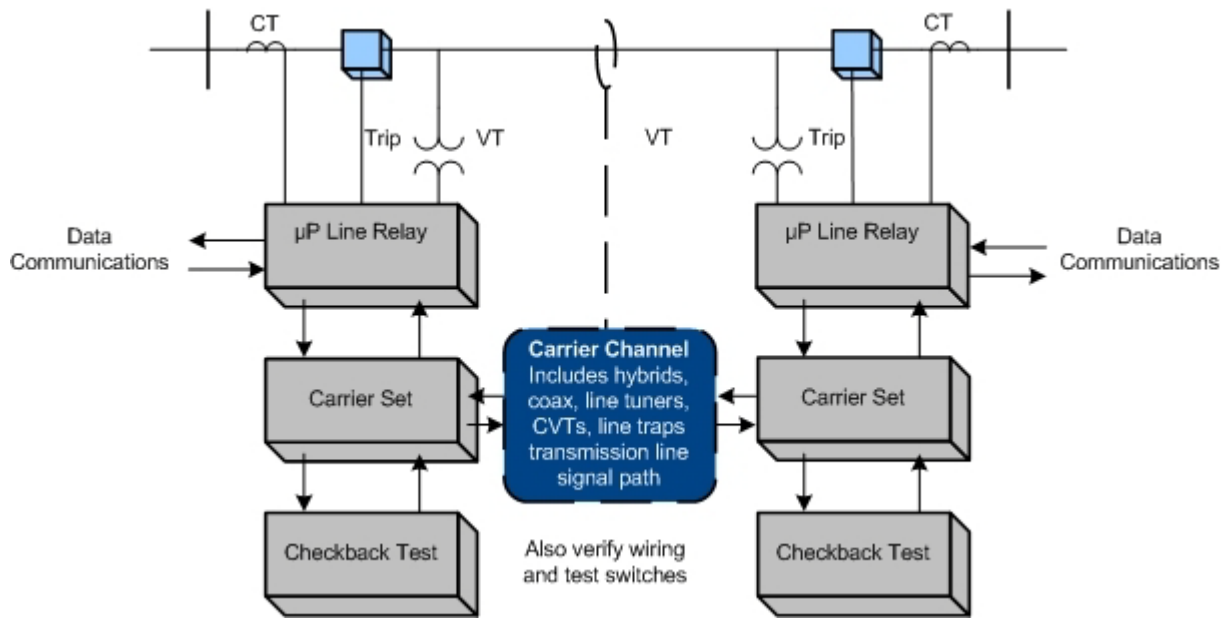 CT
CT
Trip
VT
VT
Trip
µP Line Relay
µP Line Relay
Data
Communications
Data
Communications
Carrier Channel
Includes hybrids,
coax, line tuners,
CVTs, line traps
transmission line
signal path
Carrier Set
Carrier Set
Checkback Test
Also verify wiring
and test switches
Checkback Test